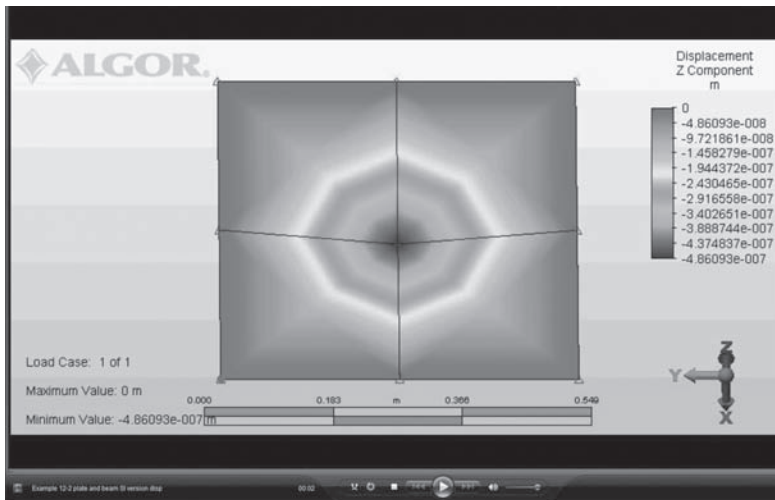 ALGOR®
Displacement
Z Component
m
0
-4.86093e-008
-9.721861e-008
-1.458279e-007
-1.944372e-007
-2.430465e-007
-2.916558e-007
-3.402651e-007
-3.888744e-007
-4.374837e-007
-4.86093e-007
Load Case: 1 of 1
Maximum Value: 0 m
Minimum Value: -4.86093e-007 m
0.000 0.183 m 0.366 0.549
Z
Y
X
Example 12-2 plate and beam SI version disp 00:02